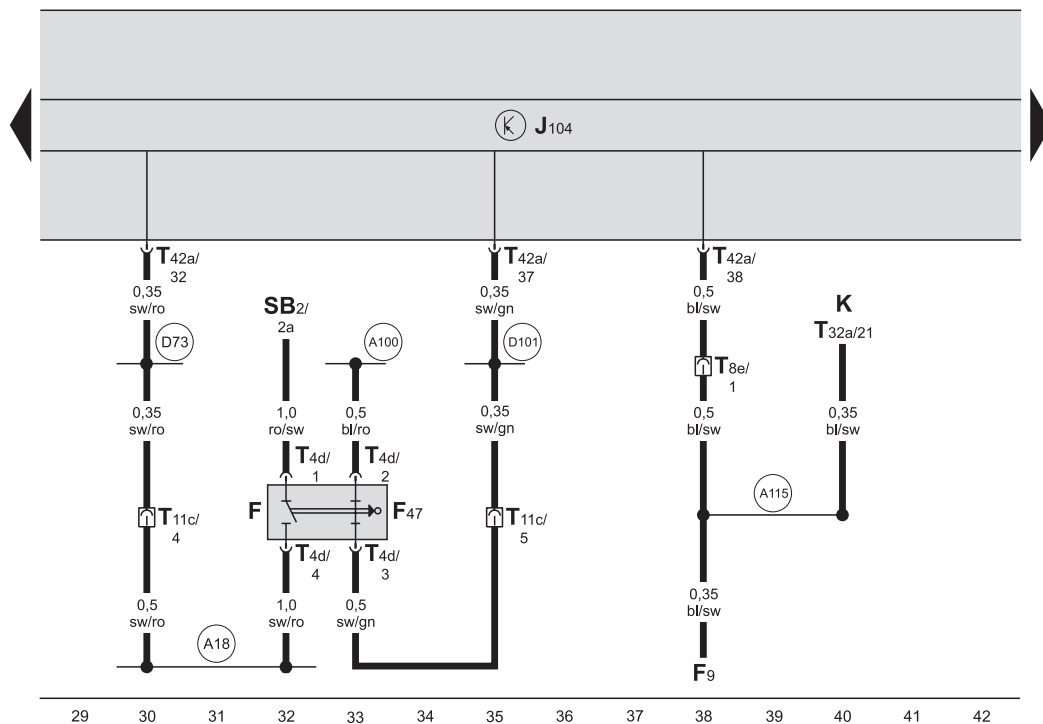 J104
T42a/
32
T42a/
37
T42a/
38
0,35
sw/ro
SB2/
2a
0,35
sw/gn
0,5
bl/sw
K
T32a/21
D73
A100
D101
T8e/
1
0,35
sw/ro
1,0
ro/sw
0,5
bl/ro
0,35
sw/gn
0,5
bl/sw
0,35
bl/sw
T4d/
1
T4d/
2
A115
F
F47
T11c/
4
T11c/
5
T4d/
4
T4d/
3
0,5
sw/ro
1,0
sw/ro
0,5
sw/gn
0,35
bl/sw
A18
F9
29 30 31 32 33 34 35 36 37 38 39 40 41 42